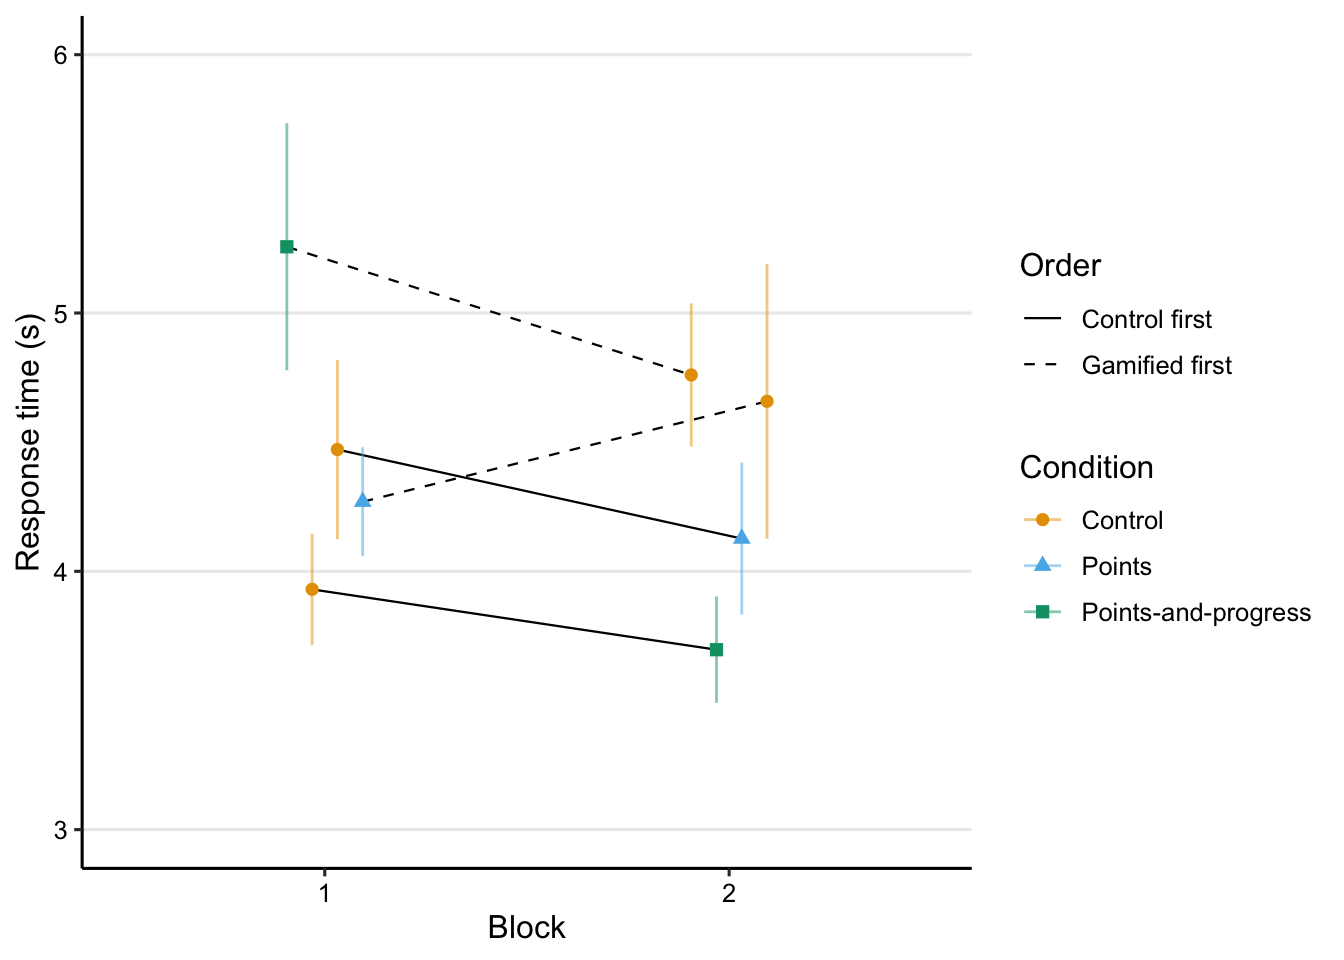 6
5
4
3
Response time (s)
1
2
Block
Order
Control first
Gamified first
Condition
Control
Points
Points-and-progress